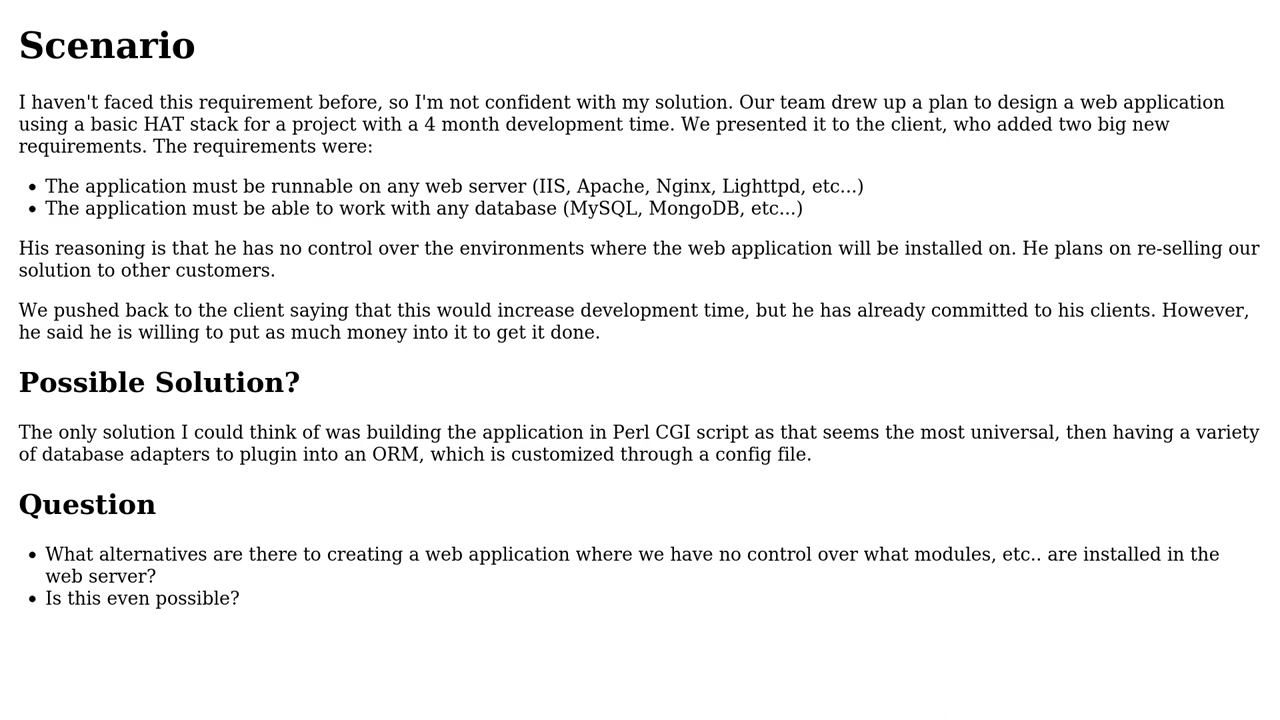 Scenario
I haven't faced this requirement before, so I'm not confident with my solution. Our team drew up a plan to design a web application
using a basic HAT stack for a project with a 4 month development time. We presented it to the client, who added two big new
requirements. The requirements were:
• The application must be runnable on any web server (IIS, Apache, Nginx, Lighttpd, etc...)
• The application must be able to work with any database (MySQL, MongoDB, etc...)
His reasoning is that he has no control over the environments where the web application will be installed on. He plans on re-selling our
solution to other customers.
We pushed back to the client saying that this would increase development time, but he has already committed to his clients. However,
he said he is willing to put as much money into it to get it done.
Possible Solution?
The only solution I could think of was building the application in Perl CGI script as that seems the most universal, then having a variety
of database adapters to plugin into an ORM, which is customized through a config file.
Question
• What alternatives are there to creating a web application where we have no control over what modules, etc.. are installed in the
web server?
• Is this even possible?